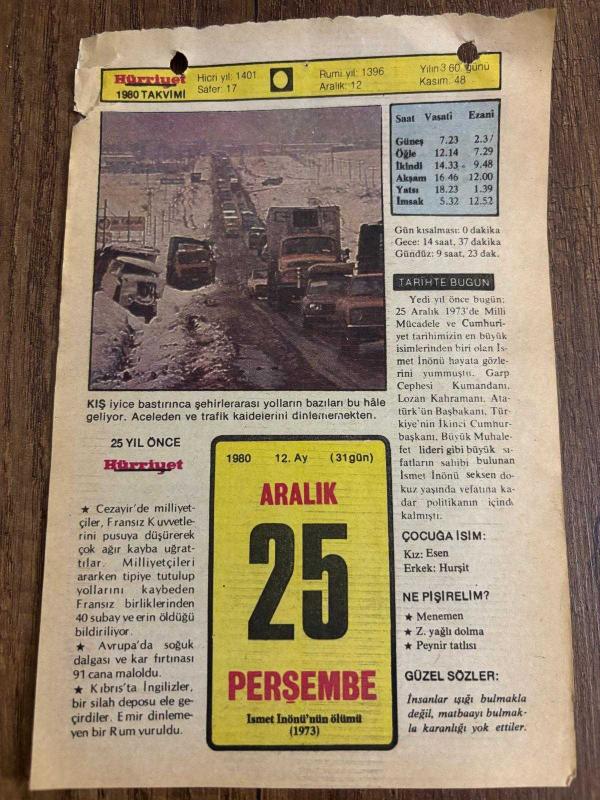 Hürriyet
1980 TAKVİMİ
Hicri yıl: 1401
Safer: 17
Rumi yıl: 1396
Aralık: 12
Yılın 360. günü
Kasım: 48
Saat Vasati Ezani
Güneş 7.23 2.37
Öğle 12.14 7.29
İkindi 14.33 9.48
Akşam 16.46 12.00
Yatsı 18.23 1.39
İmsak 5.32 12.52
Gün kısalması: 0 dakika
Gece: 14 saat, 37 dakika
Gündüz: 9 saat, 23 dak.
KIŞ iyice bastırınca şehirlerarası yolların bazıları bu hâle
geliyor. Aceleden ve trafik kaidelerini dinlememekten.
25 YIL ÖNCE
Hürriyet
★ Cezayir'de milliyet-
çiler, Fransız Kuvvetle-
rini pusuya düşürerek
çok ağır kayba uğrat-
tılar. Milliyetçileri
ararken tipiye tutulup
yollarını kaybeden
Fransız birliklerinden
40 subay ve erin öldüğü
bildiriliyor.
★ Avrupa'da soğuk
dalgası ve kar fırtınası
91 cana maloldu.
★ Kıbrıs'ta İngilizler,
bir silah deposu ele ge-
çirdiler. Emir dinleme-
yen bir Rum vuruldu.
1980 12. Ay (31 gün)
ARALIK
25
PERŞEMBE
İsmet İnönü'nün ölümü
(1973)
TARİHTE BUGÜN
Yedi yıl önce bugün;
25 Aralık 1973'de Milli
Mücadele ve Cumhuri-
yet tarihimizin en büyük
isimlerinden biri olan İs-
met İnönü hayata gözle-
rini yummuştu. Garp
Cephesi Kumandanı,
Lozan Kahramanı, Ata-
türk'ün Başbakanı, Tür-
kiye'nin İkinci Cumhur-
başkanı, Büyük Muhale-
fet lideri gibi büyük sı-
fatların sahibi bulunan
İsmet İnönü seksen do-
kuz yaşında vefatına ka-
dar politikanın içinde
kalmıştı.
ÇOCUĞA İSİM:
Kız: Esen
Erkek: Hurşit
NE PİŞİRELİM?
★ Menemen
★ Z. yağlı dolma
★ Peynir tatlısı
GÜZEL SÖZLER:
İnsanlar ışığı bulmakla
değil, matbaayı bulmak-
la karanlığı yok ettiler.